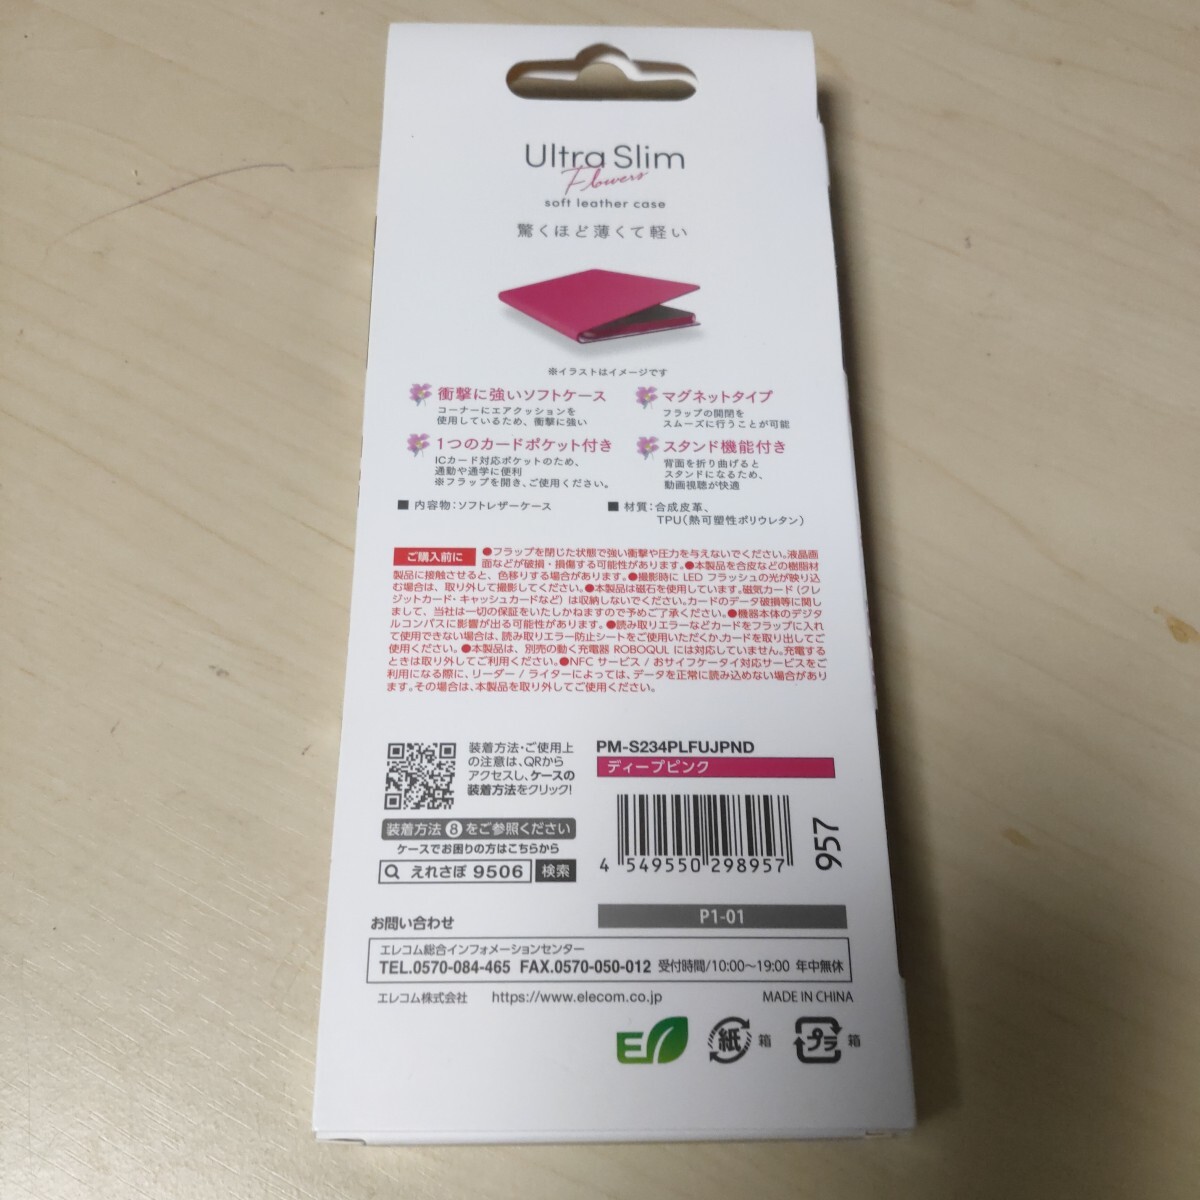 Ultra Slim
Flowers
soft leather case
驚くほど薄くて軽い
※イラストはイメージです
衝撃に強いソフトケース
コーナーにエアクッションを
使用しているため、衝撃に強い
マグネットタイプ
フラップの開閉を
スムーズに行うことが可能
1つのカードポケット付き
ICカード対応ポケットのため、
通勤や通学に便利
※フラップを開き、ご使用ください。
スタンド機能付き
背面を折り曲げると
スタンドになるため、
動画視聴が快適
■ 内容物：ソフトレザーケース
■ 材質：合成皮革、
TPU（熱可塑性ポリウレタン）
ご購入前に ●フラップを閉じた状態で強い衝撃や圧力を与えないでください。液晶画
面などが破損・損傷する可能性があります。●本製品を合皮などの樹脂材
製品に接触させると、色移りする場合があります。●撮影時に LED フラッシュの光が映り込
む場合は、取り外して撮影してください。●本製品は磁石を使用しています。磁気カード（クレ
ジットカード・キャッシュカードなど）は収納しないでください。カードのデータ破損等に関し
まして、当社は一切の保証をいたしかねますので予めご了承ください。●機器本体のデジタ
ルコンパスに影響が出る可能性があります。●読み取りエラーなどカードをフラップに入れ
て使用できない場合は、読み取りエラー防止シートをご使用いただくか、カードを取り出してご
使用ください。●本製品は、別売の動く充電器 ROBOQUL には対応していません。充電する
ときは取り外してご利用ください。●NFC サービス / おサイフケータイ対応サービスをご
利用になる際に、リーダー / ライターによっては、データを正常に読み込めない場合があり
ます。その場合は、本製品を取り外してご使用ください。
装着方法・ご使用上
の注意は、QRから
アクセスし、ケースの
装着方法をクリック!
装着方法 8 をご参照ください
ケースでお困りの方はこちらから
えれさぽ 9506 検索
PM-S234PLFUJPND
ディープピンク
4 549550 298957
957
P1-01
お問い合わせ
エレコム総合インフォメーションセンター
TEL.0570-084-465 FAX.0570-050-012 受付時間/10:00～19:00 年中無休
エレコム株式会社 https://www.elecom.co.jp MADE IN CHINA
E
紙 箱
プラ 箱